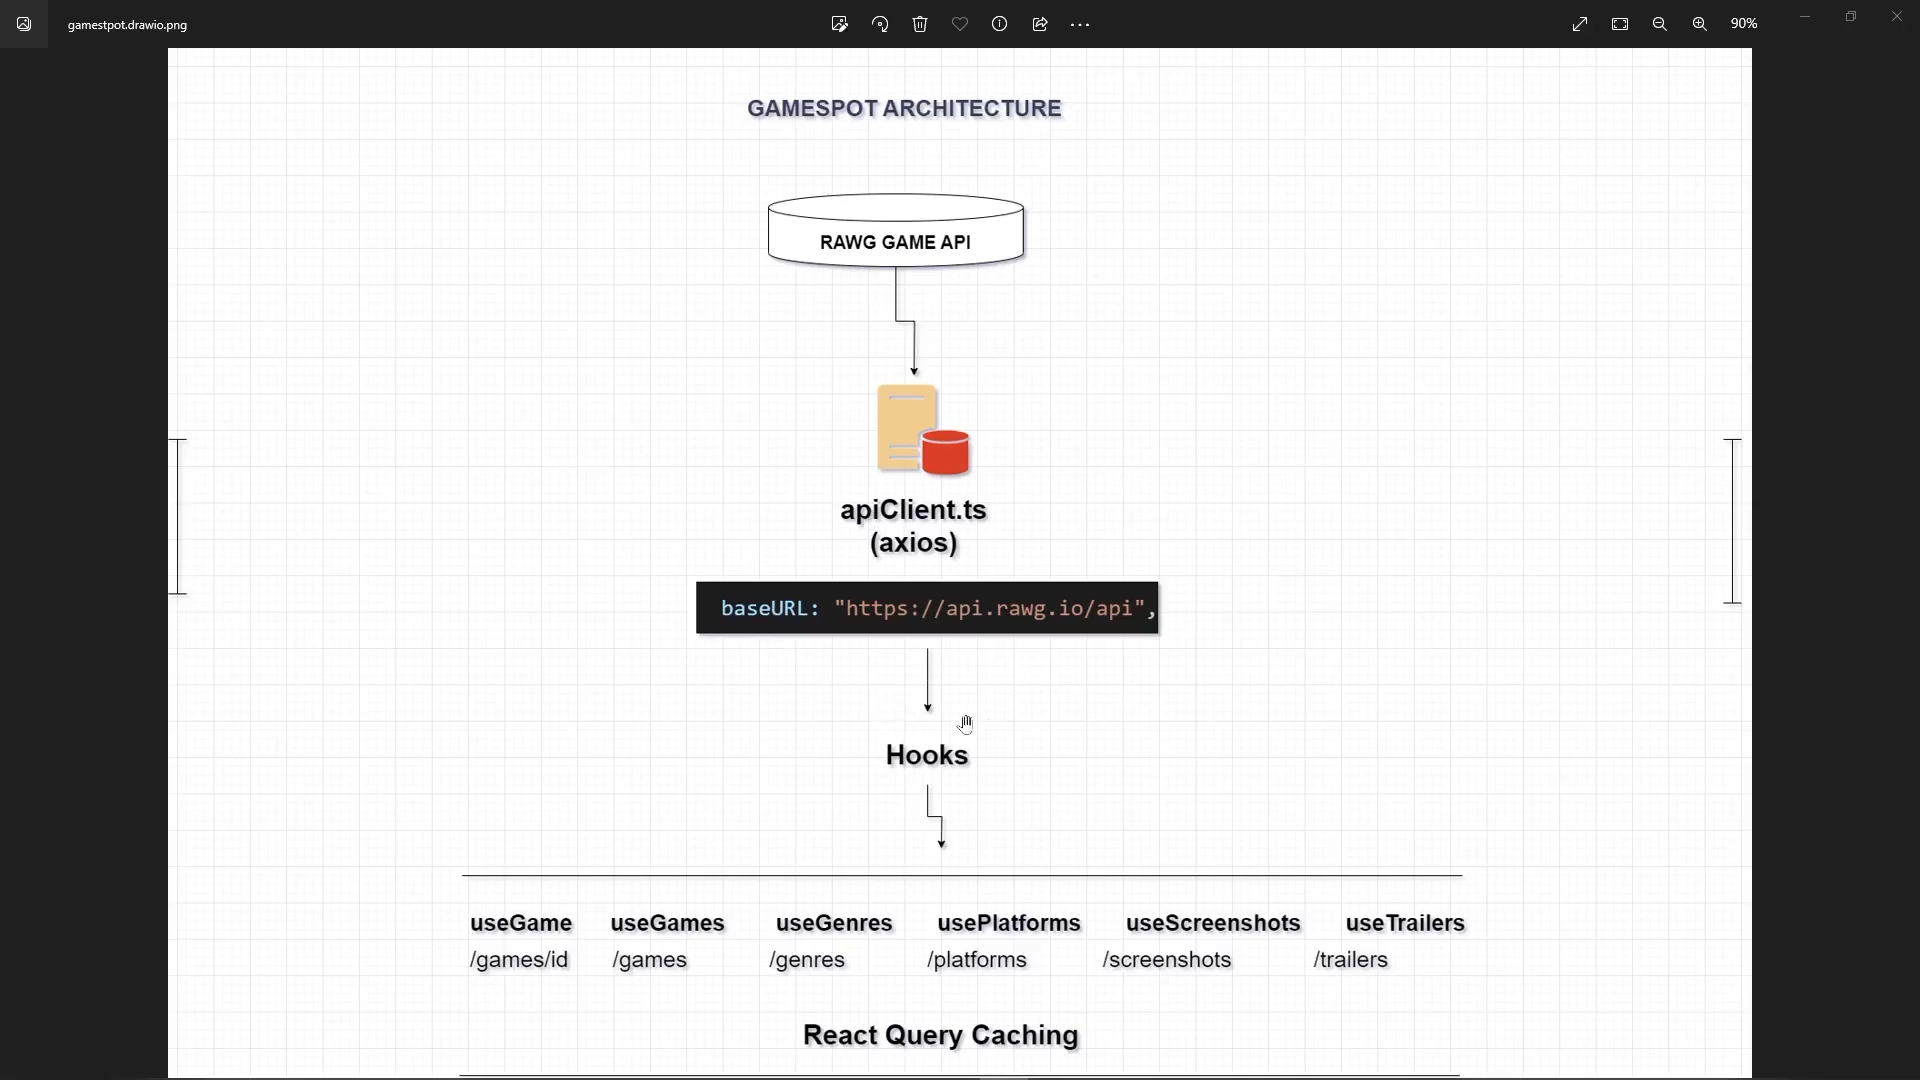 gamestpot.drawio.png
90%
GAMESPOT ARCHITECTURE
RAWG GAME API
apiClient.ts
(axios)
baseURL: "https://api.rawg.io/api",
Hooks
useGame useGames useGenres usePlatforms useScreenshots useTrailers
/games/id /games /genres /platforms /screenshots /trailers
React Query Caching